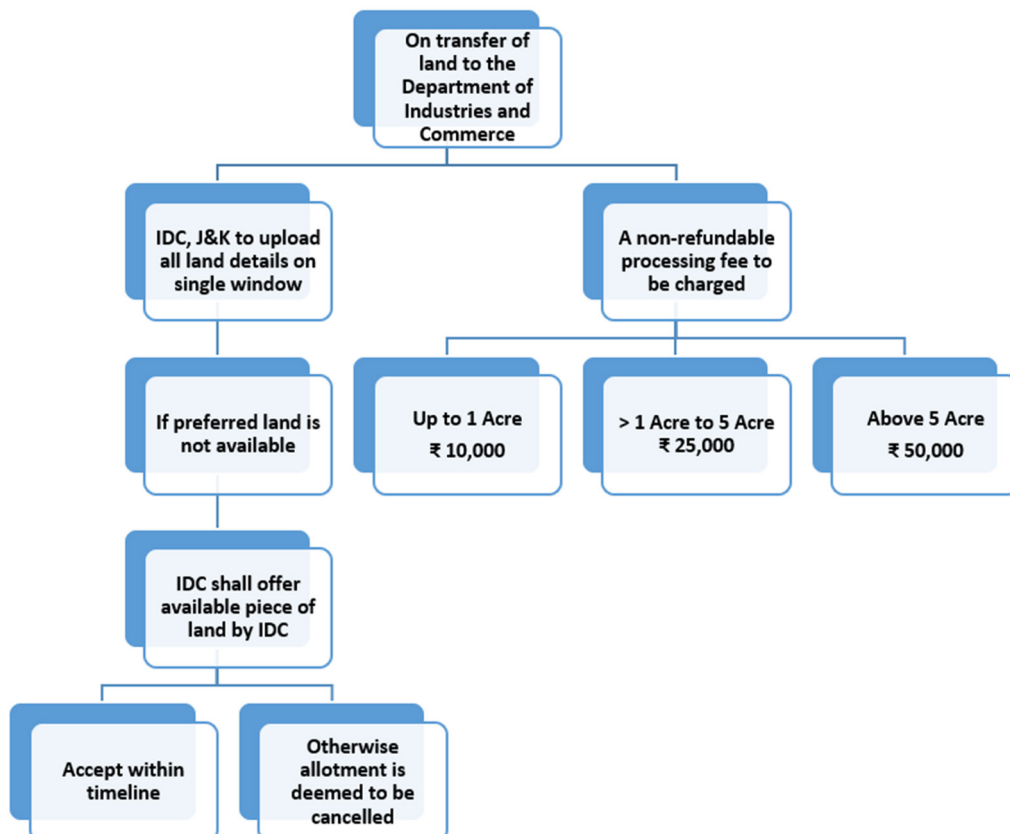 On transfer of
land to the
Department of
Industries and
Commerce
IDC, J&K to upload
all land details on
single window
A non-refundable
processing fee to
be charged
If preferred land is
not available
Up to 1 Acre
₹ 10,000
> 1 Acre to 5 Acre
₹ 25,000
Above 5 Acre
₹ 50,000
IDC shall offer
available piece of
land by IDC
Accept within
timeline
Otherwise
allotment is
deemed to be
cancelled